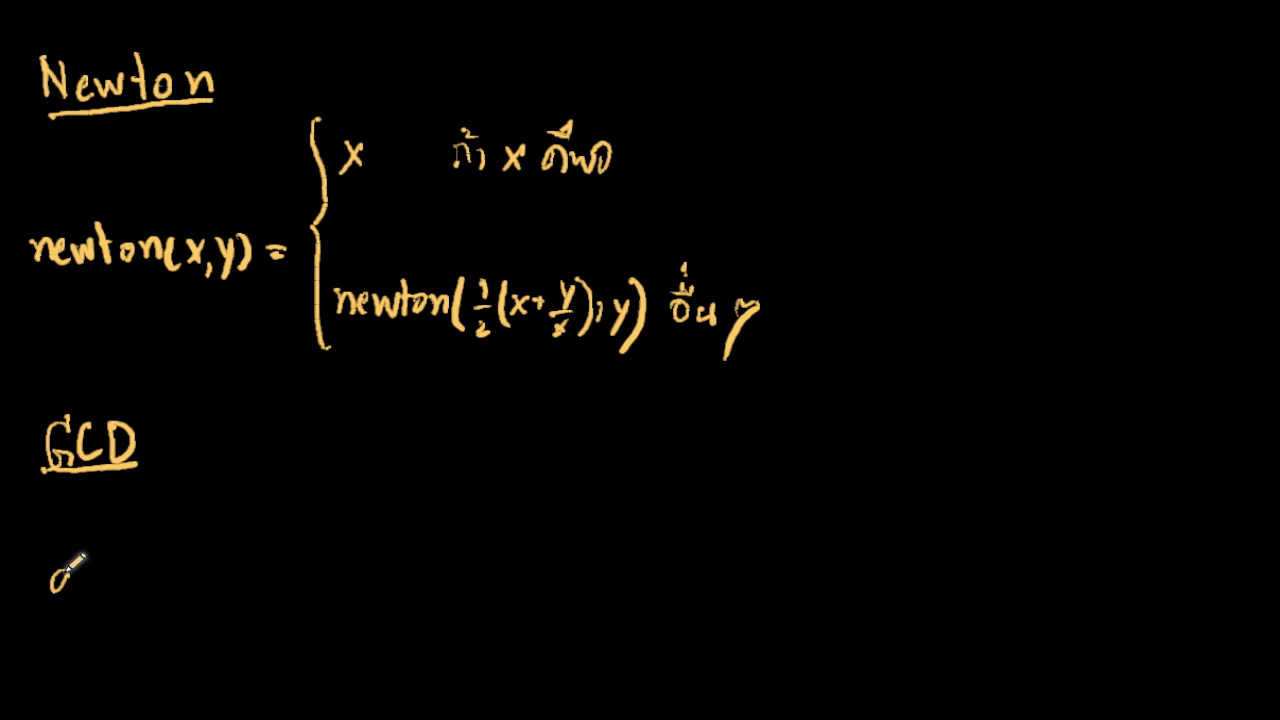 Newton
x ถ้า x ดีพอ
newton(x,y) =
newton(1/2(x+y/x), y) อื่น ๆ
GCD